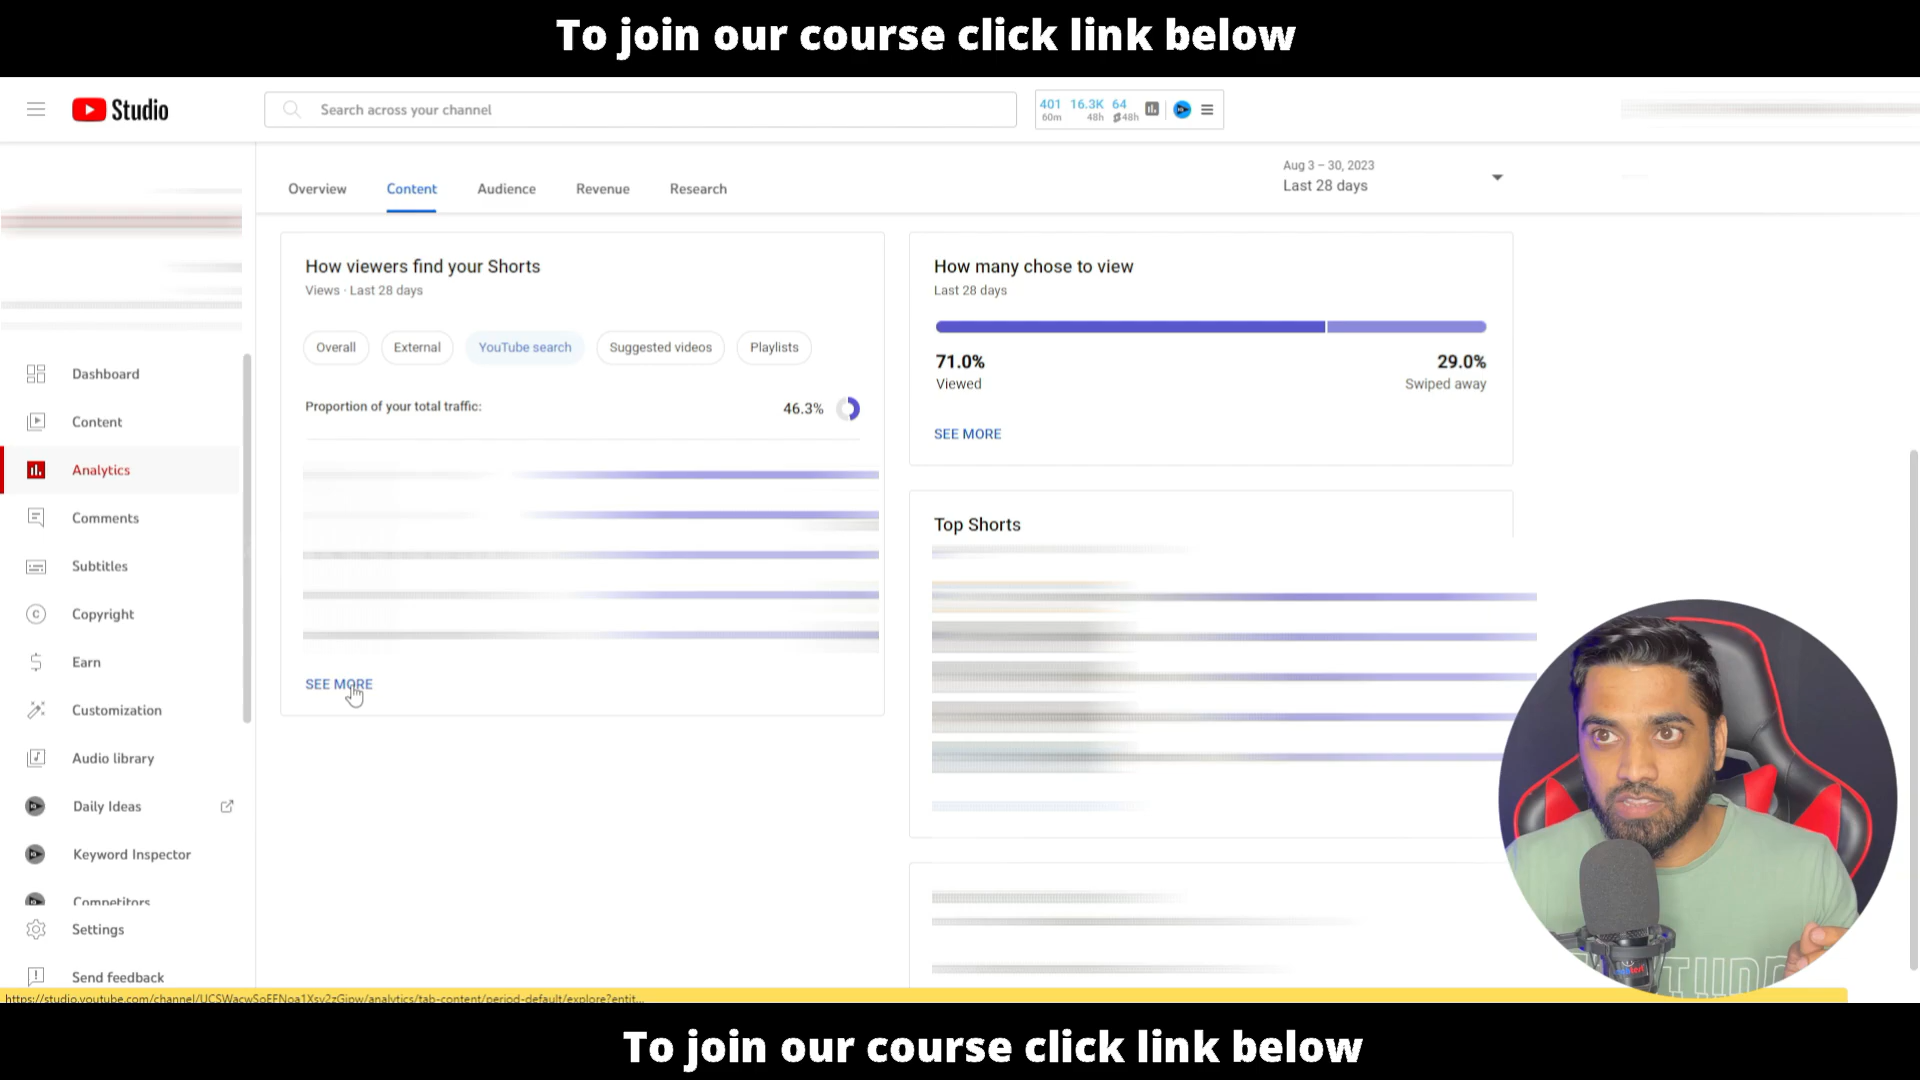 To join our course click link below
Studio
Search across your channel
401 16.3K 64
60m 48h 48h
Aug 3 – 30, 2023
Last 28 days
Overview Content Audience Revenue Research
How viewers find your Shorts
Views · Last 28 days
Overall External YouTube search Suggested videos Playlists
Proportion of your total traffic: 46.3%
SEE MORE
How many chose to view
Last 28 days
71.0% 29.0%
Viewed Swiped away
SEE MORE
Top Shorts
Dashboard
Content
Analytics
Comments
Subtitles
Copyright
Earn
Customization
Audio library
Daily Ideas
Keyword Inspector
Competitors
Settings
Send feedback
To join our course click link below